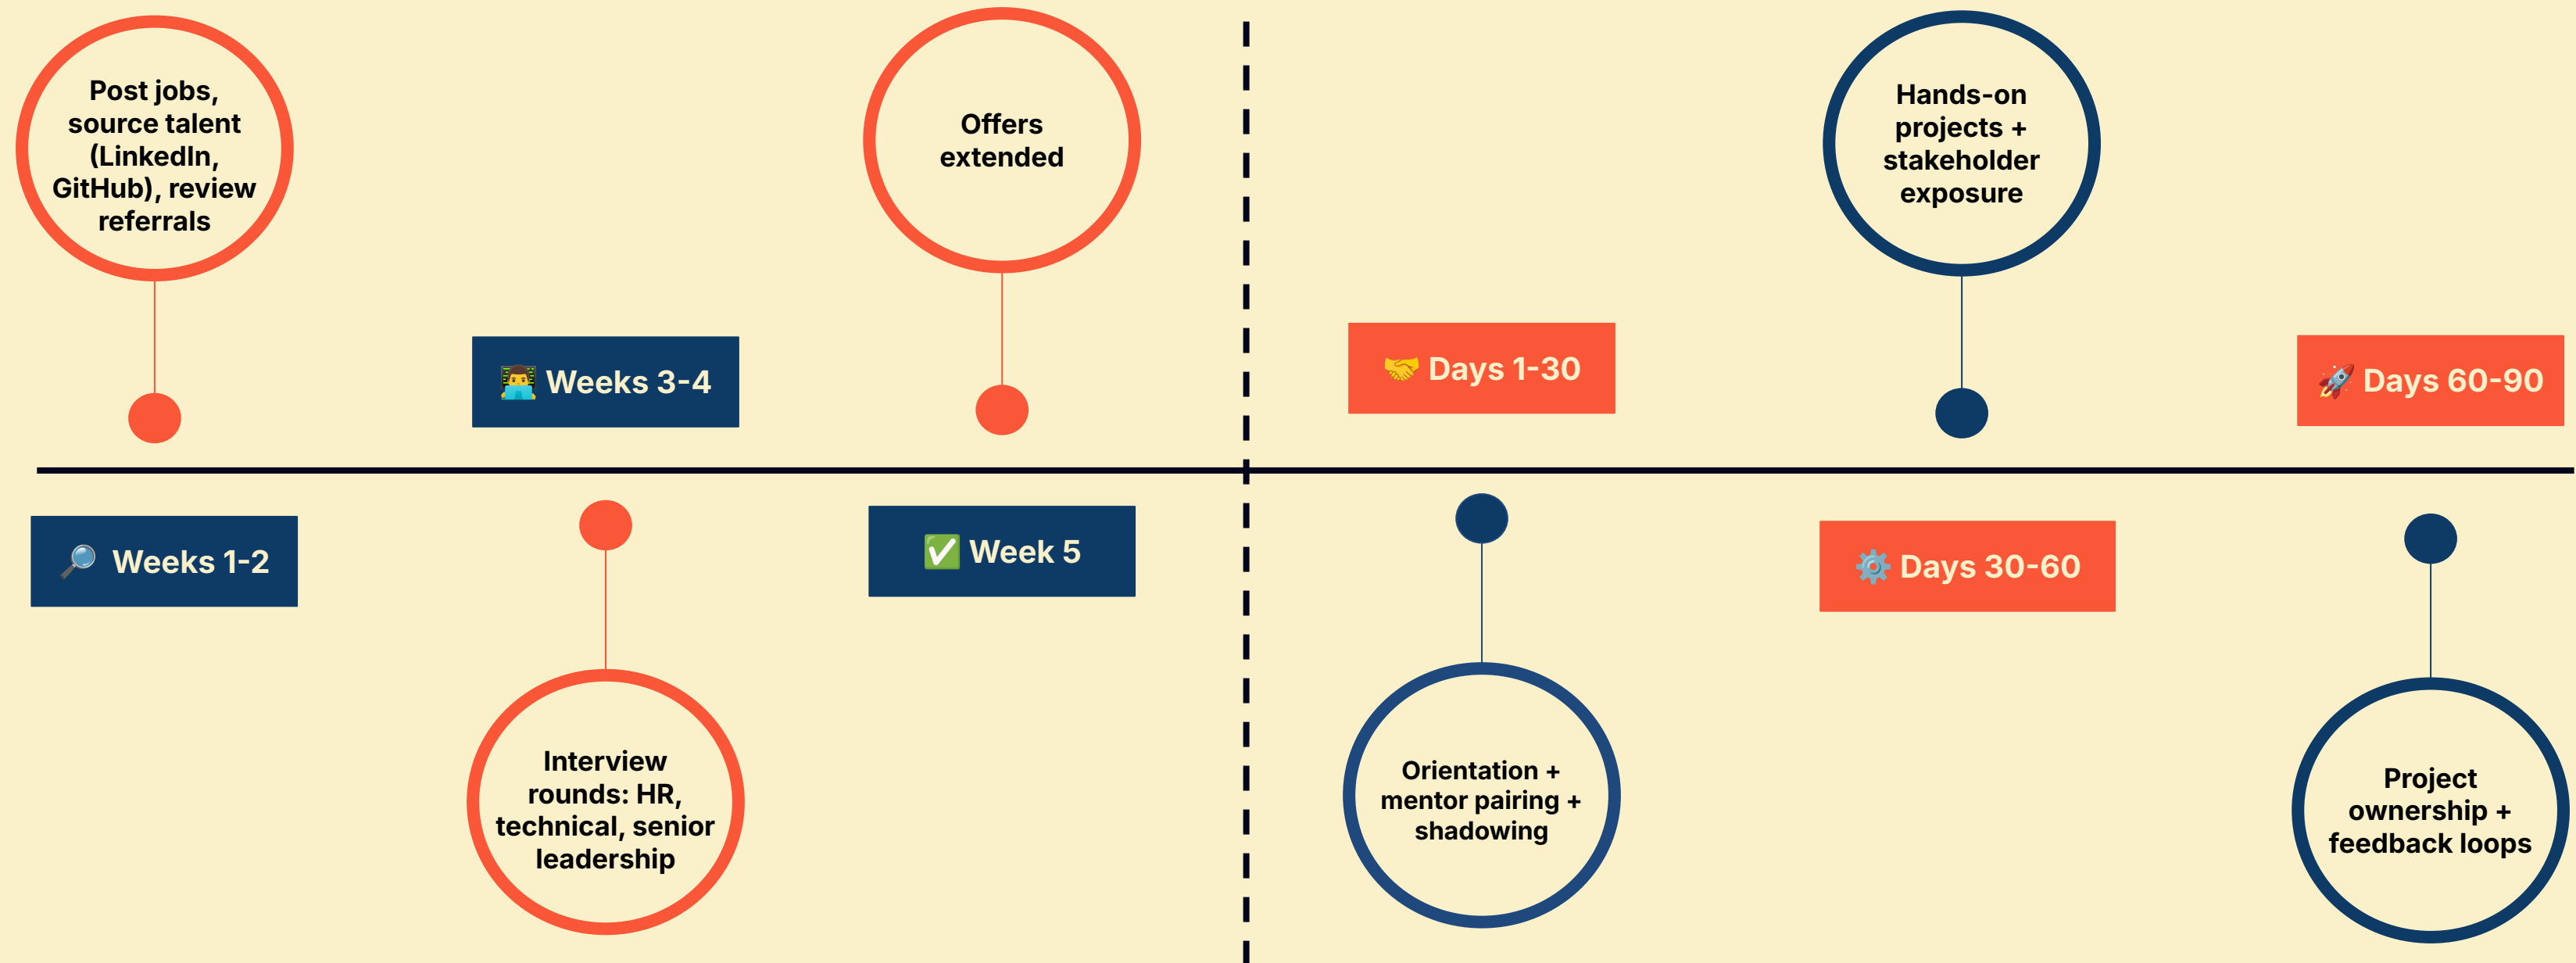 Post jobs,
source talent
(LinkedIn,
GitHub), review
referrals
🔎 Weeks 1-2
👨‍💻 Weeks 3-4
Interview
rounds: HR,
technical, senior
leadership
Offers
extended
✅ Week 5
🤝 Days 1-30
Orientation +
mentor pairing +
shadowing
Hands-on
projects +
stakeholder
exposure
⚙️ Days 30-60
🚀 Days 60-90
Project
ownership +
feedback loops